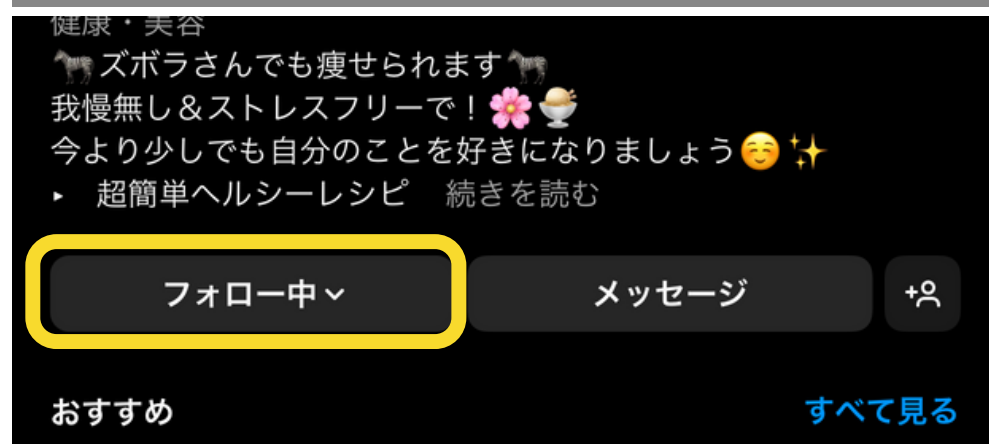 健康・美容
🦓ズボラさんでも痩せられます🦓
我慢無し＆ストレスフリーで！🌸🍨
今より少しでも自分のことを好きになりましょう☺️✨
▸ 超簡単ヘルシーレシピ 続きを読む
フォロー中 メッセージ
おすすめ すべて見る